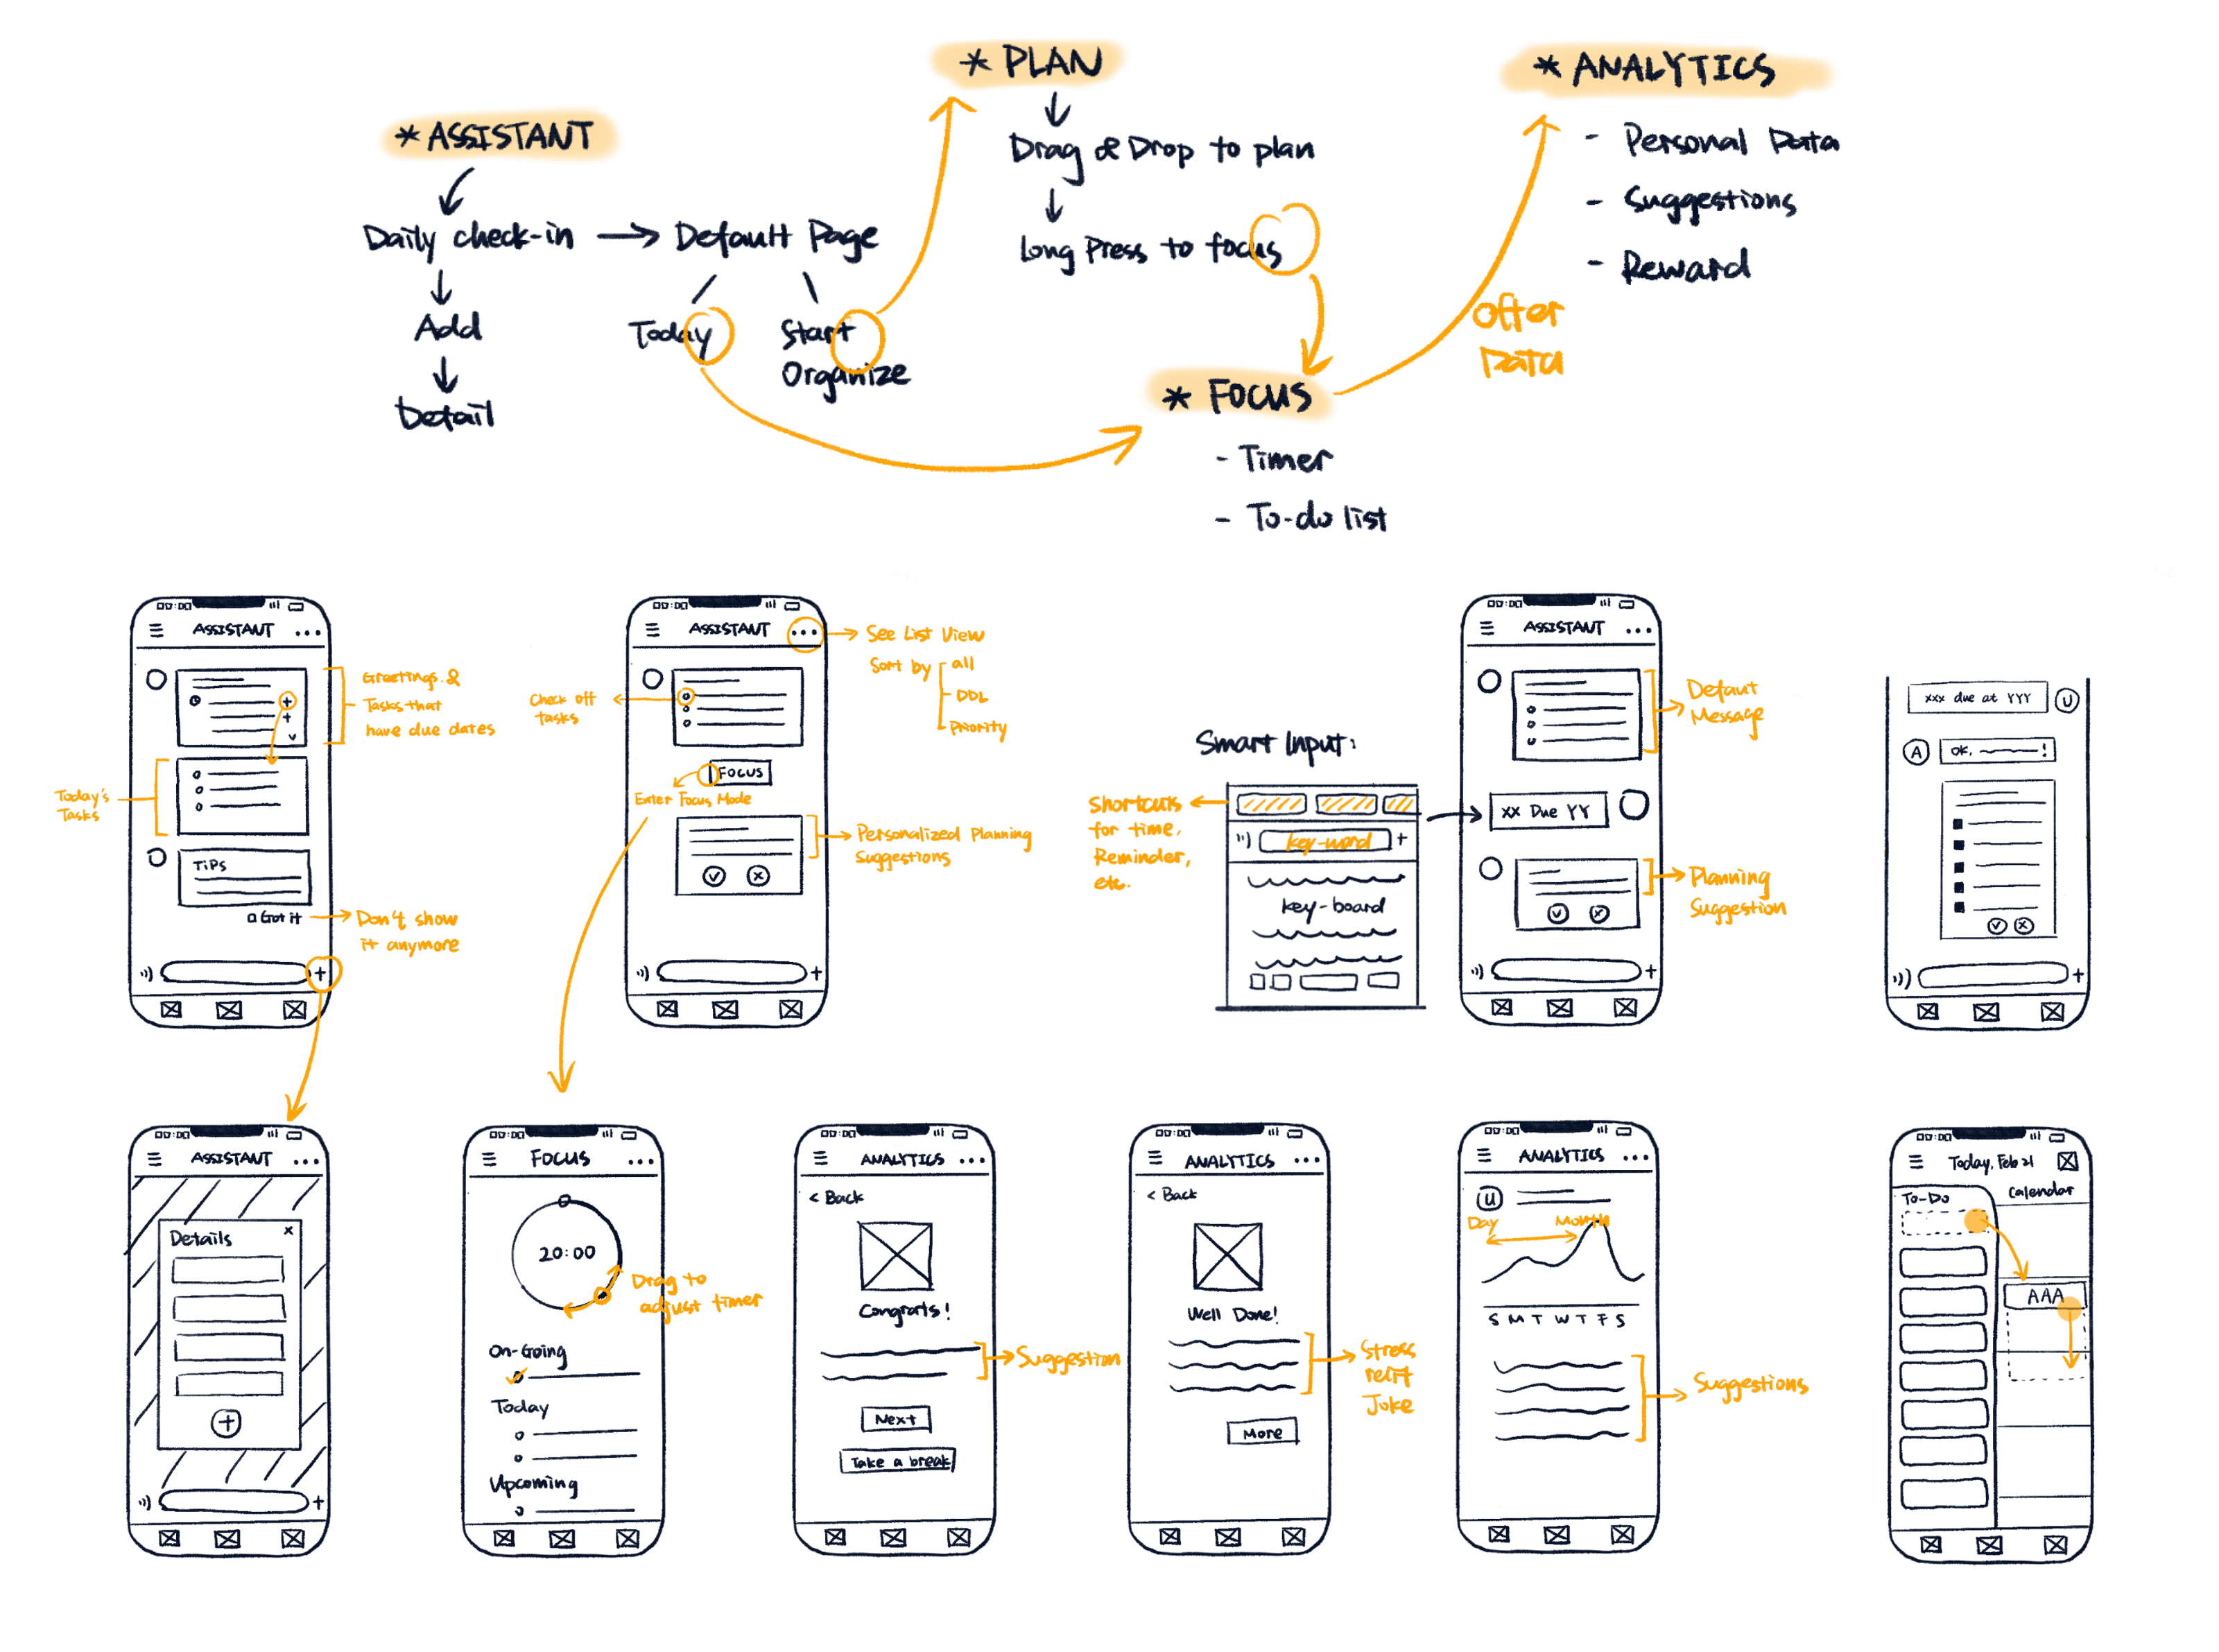 * PLAN
* ANALYTICS
* ASSISTANT
Drag & Drop to plan
Long Press to focus
- Personal Data
- Suggestions
- Reward
Daily check-in
Default Page
Add
Detail
Today
Start
Organize
Offer
Data
* FOCUS
- Timer
- To-do list
ASSISTANT
Greetings &
Tasks that
have due dates
Today's
Tasks
TiPS
Got it
Don't show
it anymore
ASSISTANT
See List View
Sort by
all
DDL
Priority
Check off
tasks
FOCUS
Enter Focus Mode
Personalized Planning
Suggestions
Smart Input:
Shortcuts
for time,
Reminder,
etc.
key-word
key-board
ASSISTANT
Defaut
Message
xx Due YY
Planning
Suggestion
xxx due at YYY
U
A
OK,
!
ASSISTANT
Details
x
FOCUS
20:00
Drag to
adjust timer
On-Going
Today
Upcoming
ANALYTICS
< Back
Congrats!
Suggestion
Next
Take a break
ANALYTICS
< Back
Well Done!
Stress
Joke
More
ANALYTICS
U
Day
Month
S M T W T F S
Suggestions
Today, Feb 21
To-Do
Calendar
AAA